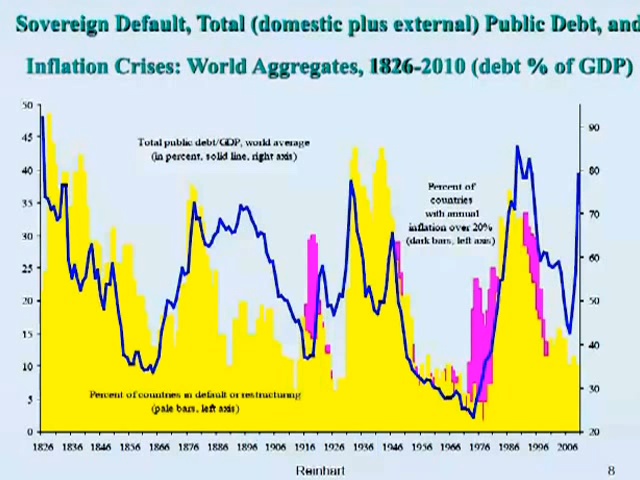 Sovereign Default, Total (domestic plus external) Public Debt, and
Inflation Crises: World Aggregates, 1826-2010 (debt % of GDP)
50
45
40
35
30
25
20
15
10
5
0
90
80
70
60
50
40
30
20
Total public debt/GDP, world average
(in percent, solid line, right axis)
Percent of
countries
with annual
inflation over 20%
(dark bars, left axis)
Percent of countries in default or restructuring
(pale bars, left axis)
1826 1836 1846 1856 1866 1876 1886 1896 1906 1916 1926 1936 1946 1956 1966 1976 1986 1996 2006
Reinhart
8